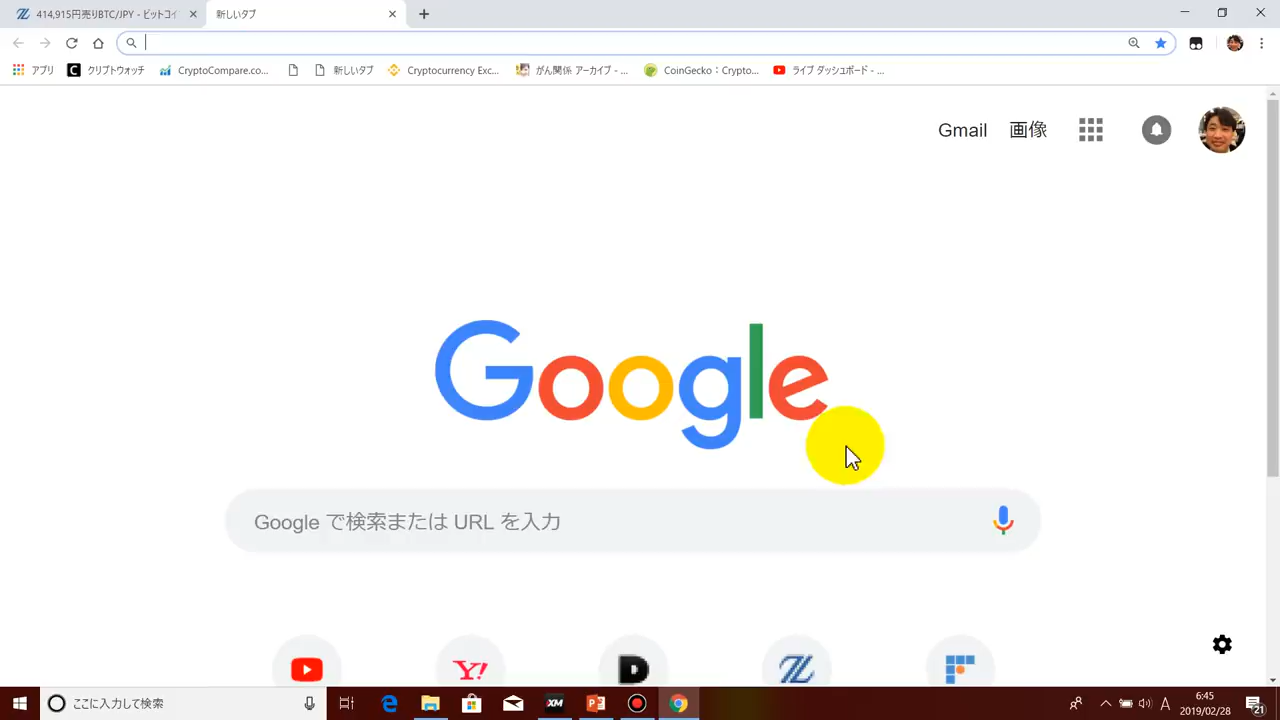 414,915円売りBTC/JPY - ビットコイ
新しいタブ
アプリ
クリプトウォッチ
CryptoCompare.co...
新しいタブ
Cryptocurrency Exc...
がん関係 アーカイブ - ...
CoinGecko：Crypto...
ライブ ダッシュボード - ...
Gmail
画像
Google
Google で検索または URL を入力
Y!
D
ここに入力して検索
XM
A
6:45
2019/02/28
21